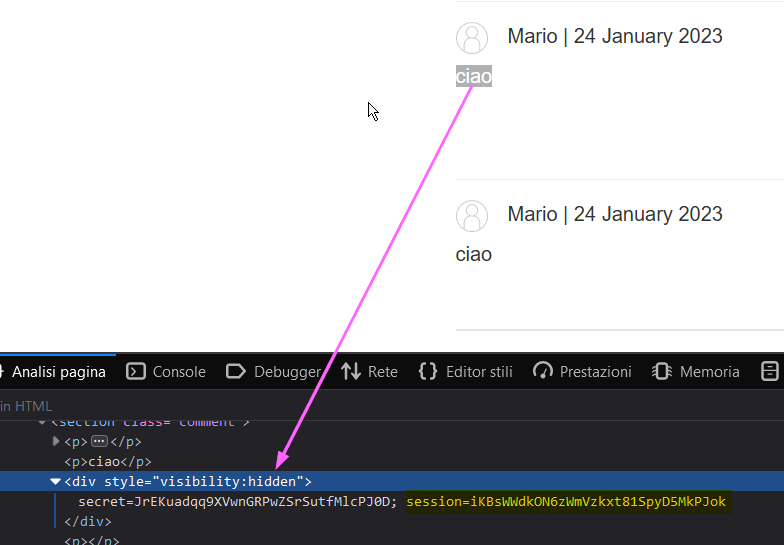 Mario | 24 January 2023
ciao
Mario | 24 January 2023
ciao
Analisi pagina Console Debugger Rete Editor stili Prestazioni Memoria
in HTML
<section class="comment">
<p></p>
<p>ciao</p>
<div style="visibility:hidden">
secret=JrEKuadqq9XVwnGRPwZSrSutfMlcPJ0D; session=iKBsWWdkON6zWmVzkxt81SpyD5MkPJok
</div>
<p></p>